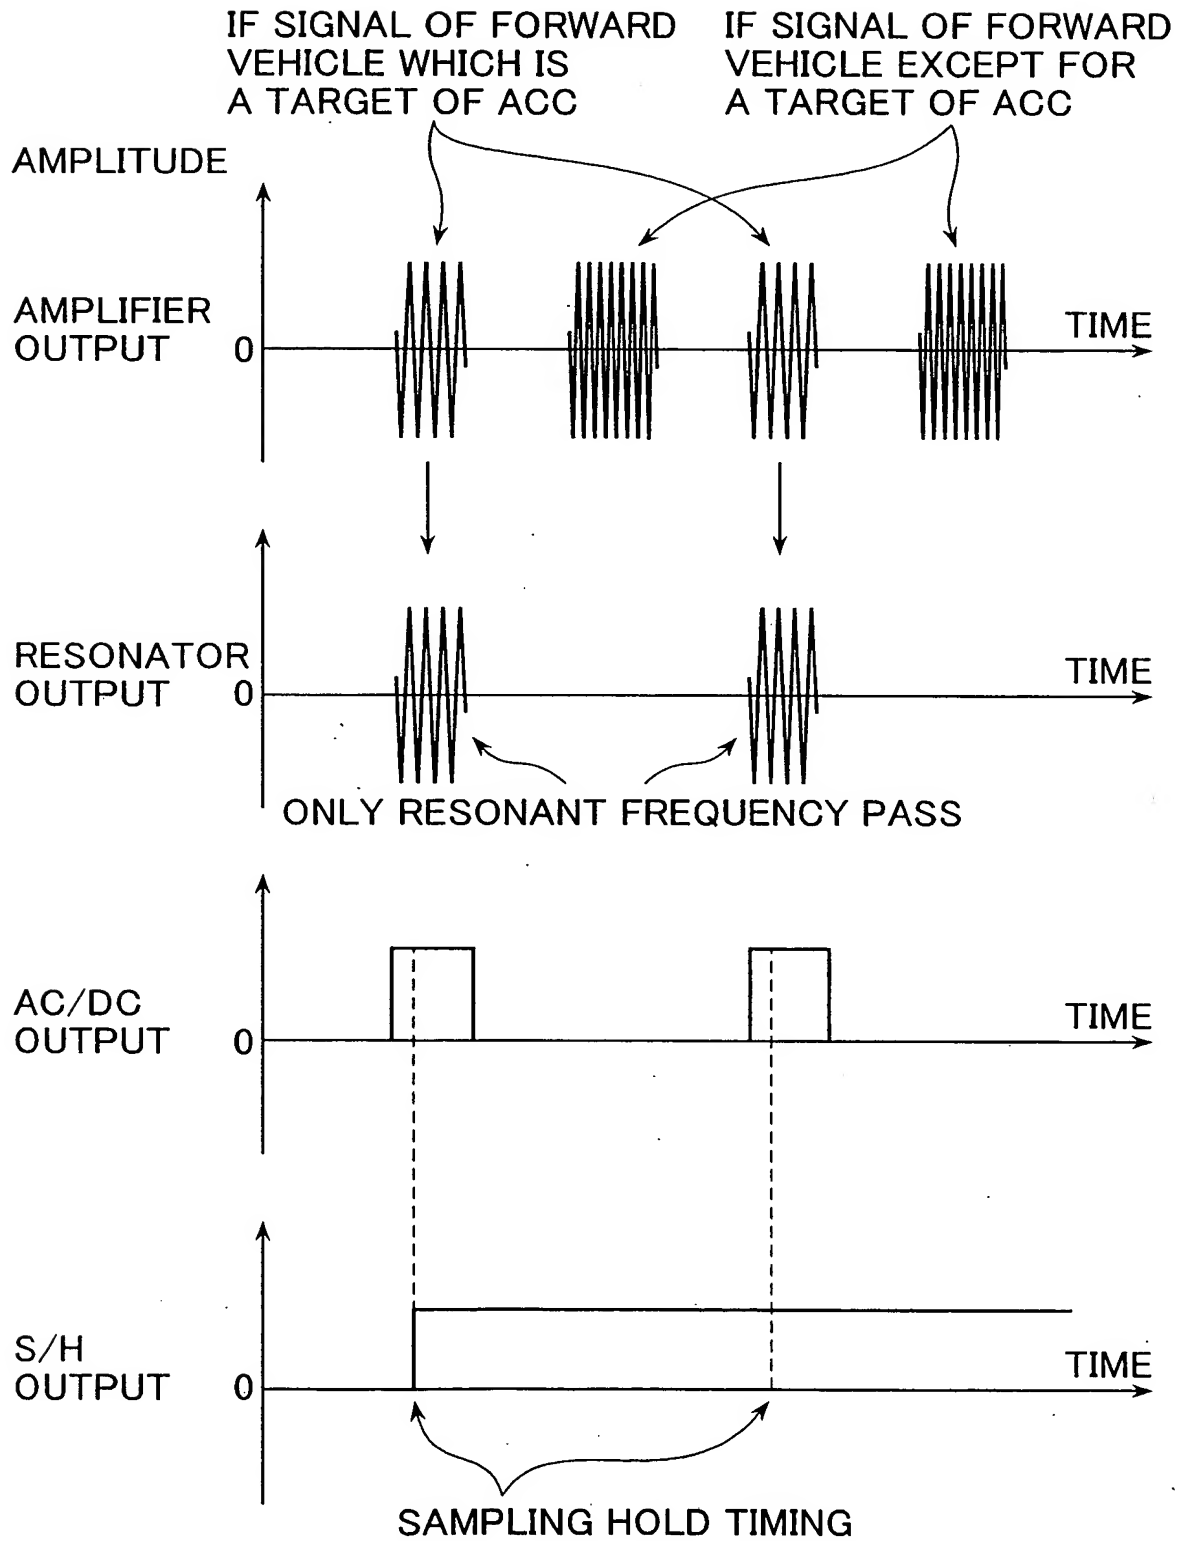 IF SIGNAL OF FORWARD
VEHICLE WHICH IS
A TARGET OF ACC
IF SIGNAL OF FORWARD
VEHICLE EXCEPT FOR
A TARGET OF ACC
AMPLITUDE
AMPLIFIER
OUTPUT
0
TIME
RESONATOR
OUTPUT
0
TIME
ONLY RESONANT FREQUENCY PASS
AC/DC
OUTPUT
0
TIME
S/H
OUTPUT
0
TIME
SAMPLING HOLD TIMING